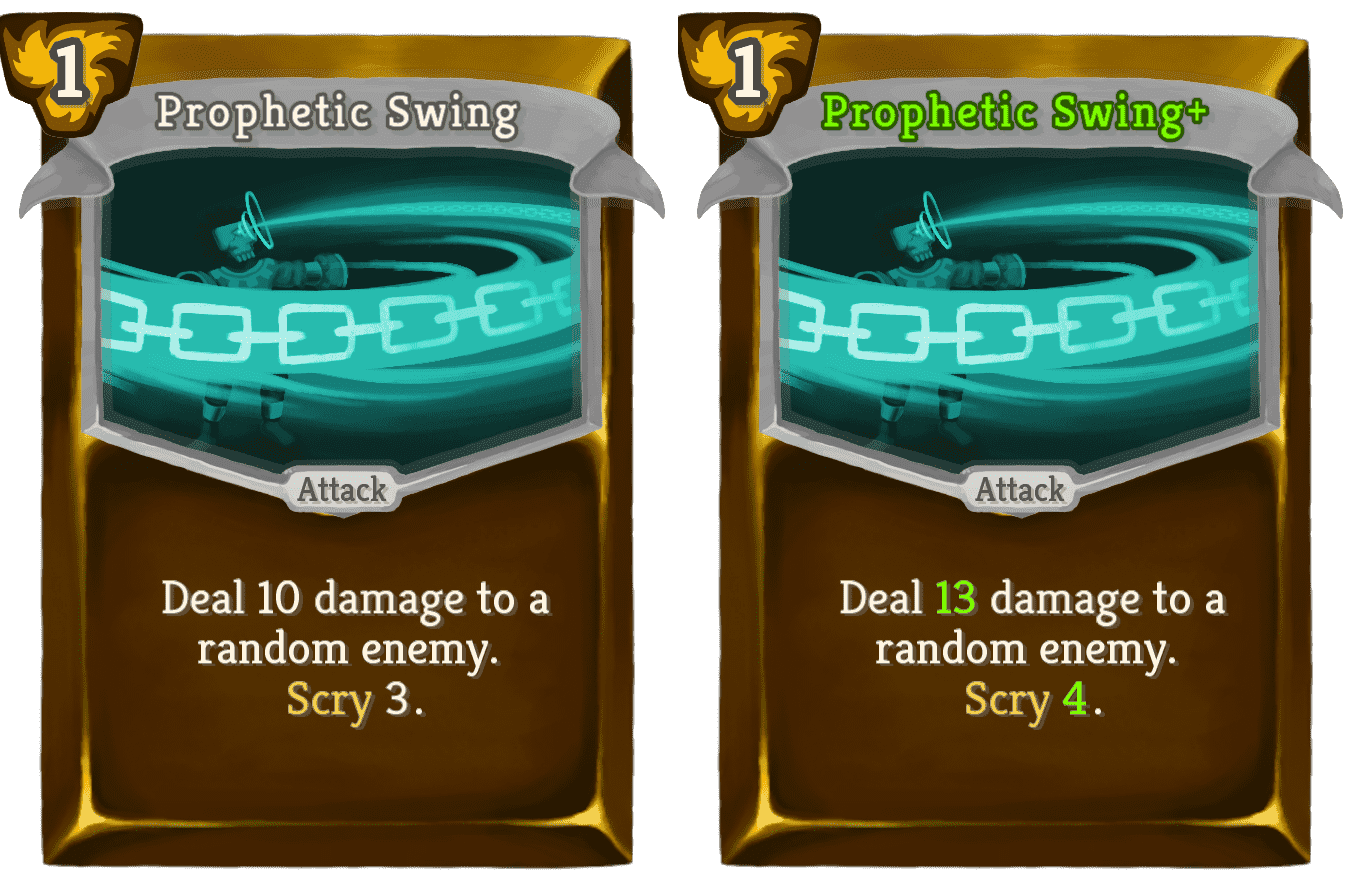 1
Prophetic Swing
Attack
Deal 10 damage to a
random enemy.
Scry 3.
1
Prophetic Swing+
Attack
Deal 13 damage to a
random enemy.
Scry 4.